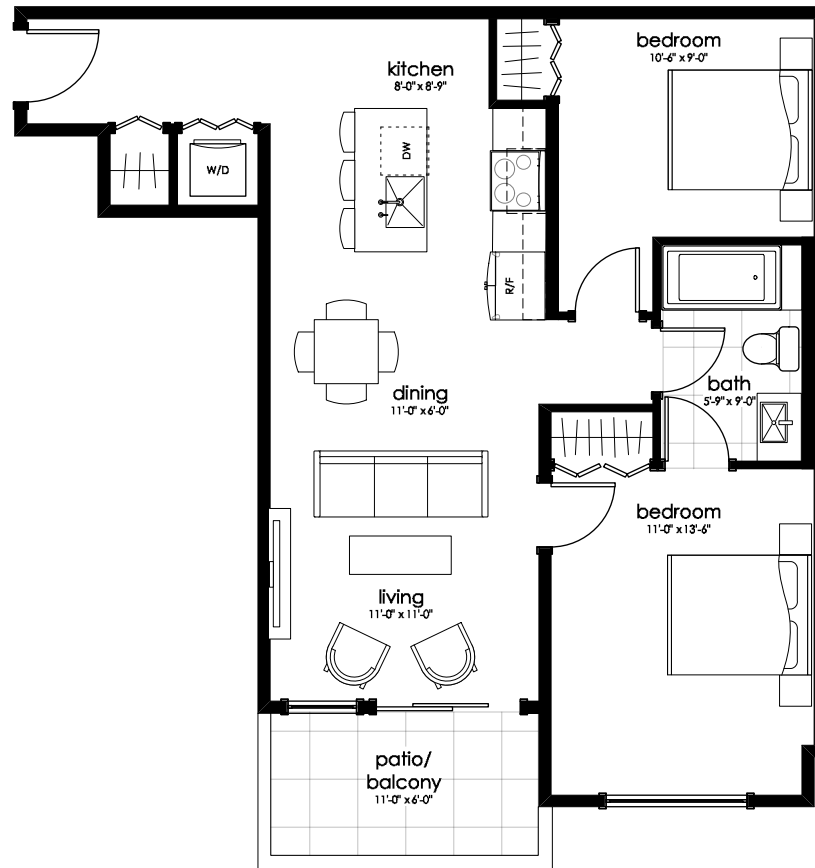 kitchen
8'-0" x 8'-9"
bedroom
10'-6" x 9'-0"
W/D
DW
R/F
dining
11'-0" x 6'-0"
bath
5'-9" x 9'-0"
bedroom
11'-0" x 13'-6"
living
11'-0" x 11'-0"
patio/
balcony
11'-0" x 6'-0"